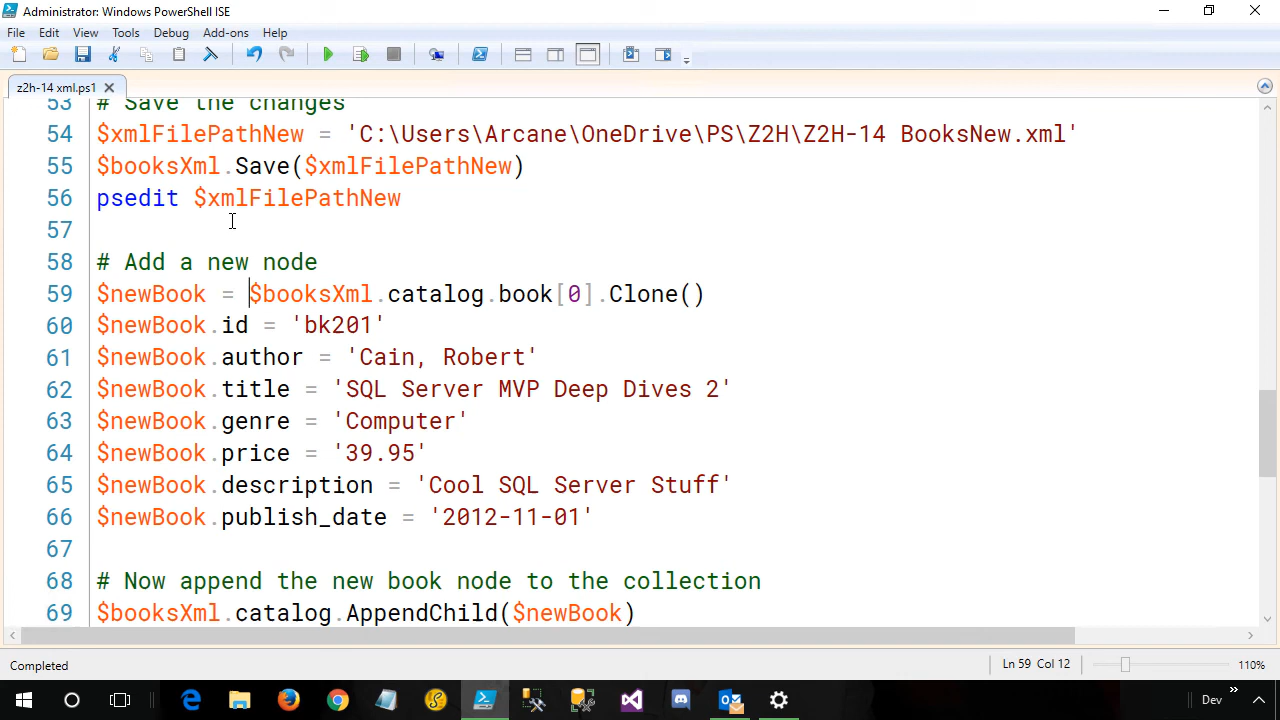 Administrator: Windows PowerShell ISE
File Edit View Tools Debug Add-ons Help
z2h-14 xml.ps1
53 # Save the changes
54 $xmlFilePathNew = 'C:\Users\Arcane\OneDrive\PS\Z2H\Z2H-14 BooksNew.xml'
55 $booksXml.Save($xmlFilePathNew)
56 psedit $xmlFilePathNew
57
58 # Add a new node
59 $newBook = $booksXml.catalog.book[0].Clone()
60 $newBook.id = 'bk201'
61 $newBook.author = 'Cain, Robert'
62 $newBook.title = 'SQL Server MVP Deep Dives 2'
63 $newBook.genre = 'Computer'
64 $newBook.price = '39.95'
65 $newBook.description = 'Cool SQL Server Stuff'
66 $newBook.publish_date = '2012-11-01'
67
68 # Now append the new book node to the collection
69 $booksXml.catalog.AppendChild($newBook)
Completed Ln 59 Col 12 110%
Dev